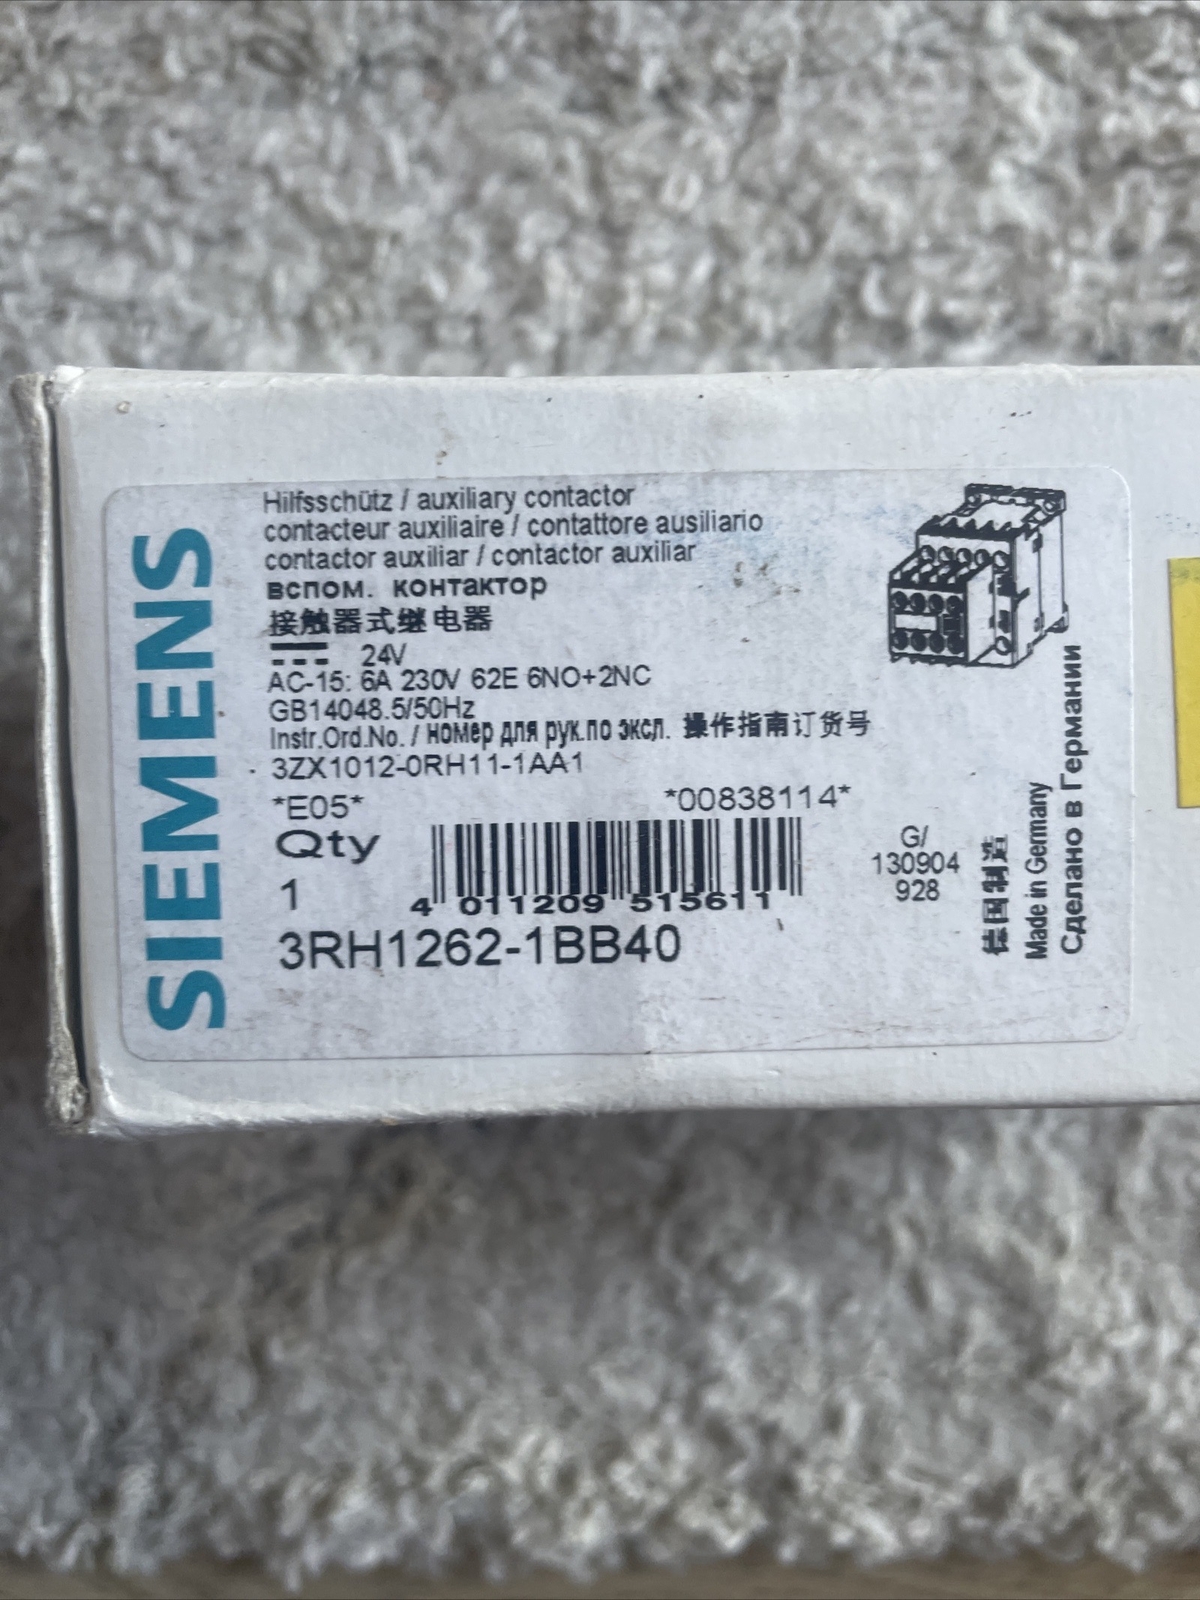 SIEMENS
Hilfsschütz / auxiliary contactor
contacteur auxiliaire / contattore ausiliario
contactor auxiliar / contactor auxiliar
вспом. контактор
接触器式继电器
24V
AC-15: 6A 230V 62E 6NO+2NC
GB14048.5/50Hz
Instr.Ord.No. / номер для рук.по эксл. 操作指南订货号
3ZX1012-0RH11-1AA1
*E05* *00838114*
Qty
1
4 011209 515611
3RH1262-1BB40
G/
130904
928
德国制造
Made in Germany
Сделано в Германии